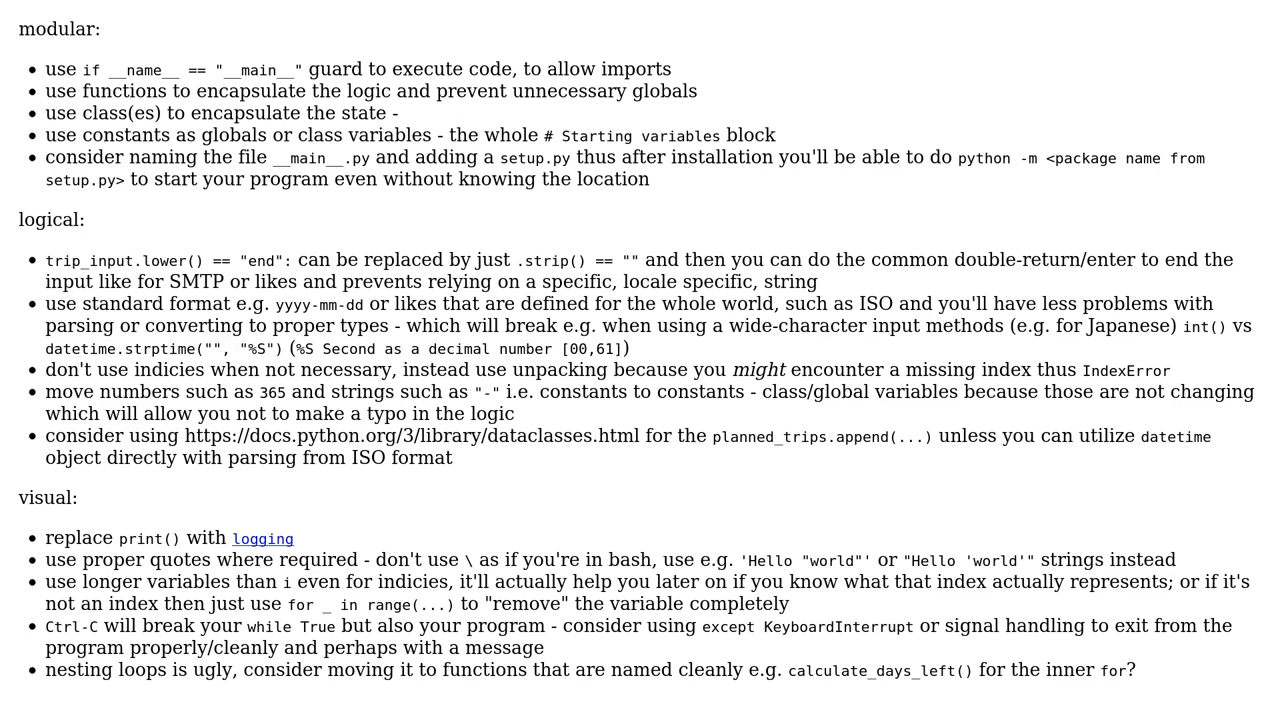 modular:
• use if __name__ == "__main__" guard to execute code, to allow imports
• use functions to encapsulate the logic and prevent unnecessary globals
• use class(es) to encapsulate the state -
• use constants as globals or class variables - the whole # Starting variables block
• consider naming the file __main__.py and adding a setup.py thus after installation you'll be able to do python -m <package name from
setup.py> to start your program even without knowing the location
logical:
• trip_input.lower() == "end": can be replaced by just .strip() == "" and then you can do the common double-return/enter to end the
input like for SMTP or likes and prevents relying on a specific, locale specific, string
• use standard format e.g. yyyy-mm-dd or likes that are defined for the whole world, such as ISO and you'll have less problems with
parsing or converting to proper types - which will break e.g. when using a wide-character input methods (e.g. for Japanese) int() vs
datetime.strptime("", "%S") (%S Second as a decimal number [00,61])
• don't use indicies when not necessary, instead use unpacking because you might encounter a missing index thus IndexError
• move numbers such as 365 and strings such as "-" i.e. constants to constants - class/global variables because those are not changing
which will allow you not to make a typo in the logic
• consider using https://docs.python.org/3/library/dataclasses.html for the planned_trips.append(...) unless you can utilize datetime
object directly with parsing from ISO format
visual:
• replace print() with logging
• use proper quotes where required - don't use \ as if you're in bash, use e.g. 'Hello "world"' or "Hello 'world'" strings instead
• use longer variables than i even for indicies, it'll actually help you later on if you know what that index actually represents; or if it's
not an index then just use for _ in range(...) to "remove" the variable completely
• Ctrl-C will break your while True but also your program - consider using except KeyboardInterrupt or signal handling to exit from the
program properly/cleanly and perhaps with a message
• nesting loops is ugly, consider moving it to functions that are named cleanly e.g. calculate_days_left() for the inner for?